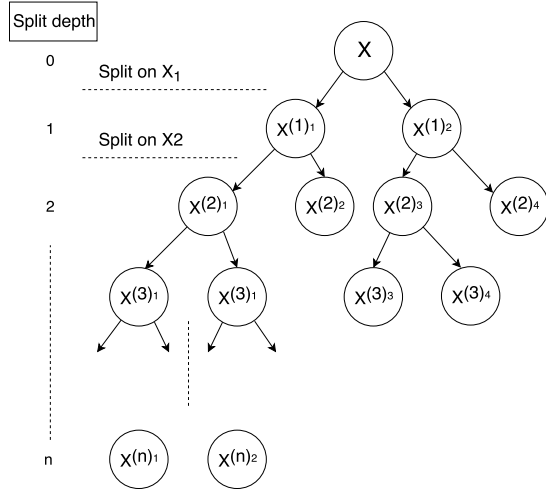 Split depth
0
X
Split on X1
1
X(1)1
X(1)2
Split on X2
2
X(2)1
X(2)2
X(2)3
X(2)4
X(3)1
X(3)1
X(3)3
X(3)4
n
X(n)1
X(n)2